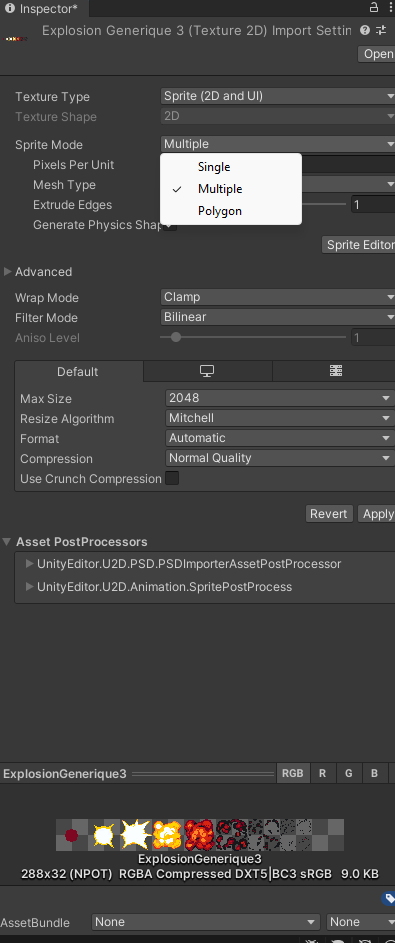 Inspector*
Explosion Generique 3 (Texture 2D) Import Settin
Open
Texture Type Sprite (2D and UI)
Texture Shape 2D
Sprite Mode Multiple
Pixels Per Unit
Single
Mesh Type
Multiple
Extrude Edges 1
Polygon
Generate Physics Shap
Sprite Editor
Advanced
Wrap Mode Clamp
Filter Mode Bilinear
Aniso Level 1
Default
Max Size 2048
Resize Algorithm Mitchell
Format Automatic
Compression Normal Quality
Use Crunch Compression
Revert Apply
Asset PostProcessors
UnityEditor.U2D.PSD.PSDImporterAssetPostProcessor
UnityEditor.U2D.Animation.SpritePostProcess
ExplosionGenerique3 RGB R G B
ExplosionGenerique3
288x32 (NPOT) RGBA Compressed DXT5|BC3 sRGB 9.0 KB
AssetBundle None None